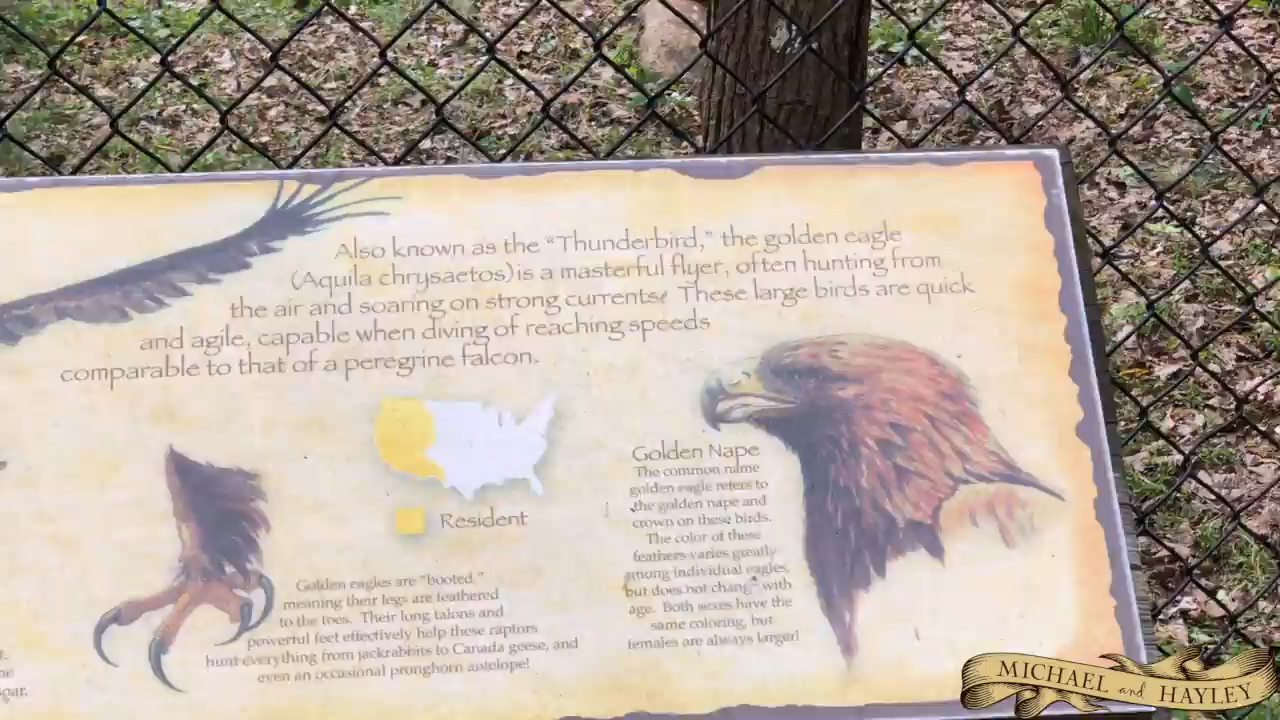 Also known as the "Thunderbird," the golden eagle
(Aquila chrysaetos) is a masterful flyer, often hunting from
the air and soaring on strong currents. These large birds are quick
and agile, capable when diving of reaching speeds
comparable to that of a peregrine falcon.
Resident
Golden eagles are "booted,"
meaning their legs are feathered
to the toes. Their long talons and
powerful feet effectively help these raptors
hunt everything from jackrabbits to Canada geese, and
even an occasional pronghorn antelope!
Golden Nape
The common name
golden eagle refers to
the golden nape and
crown on these birds.
The color of these
feathers varies greatly
among individual eagles,
but does not change with
age. Both sexes have the
same coloring, but
females are always larger!
MICHAEL and HAYLEY